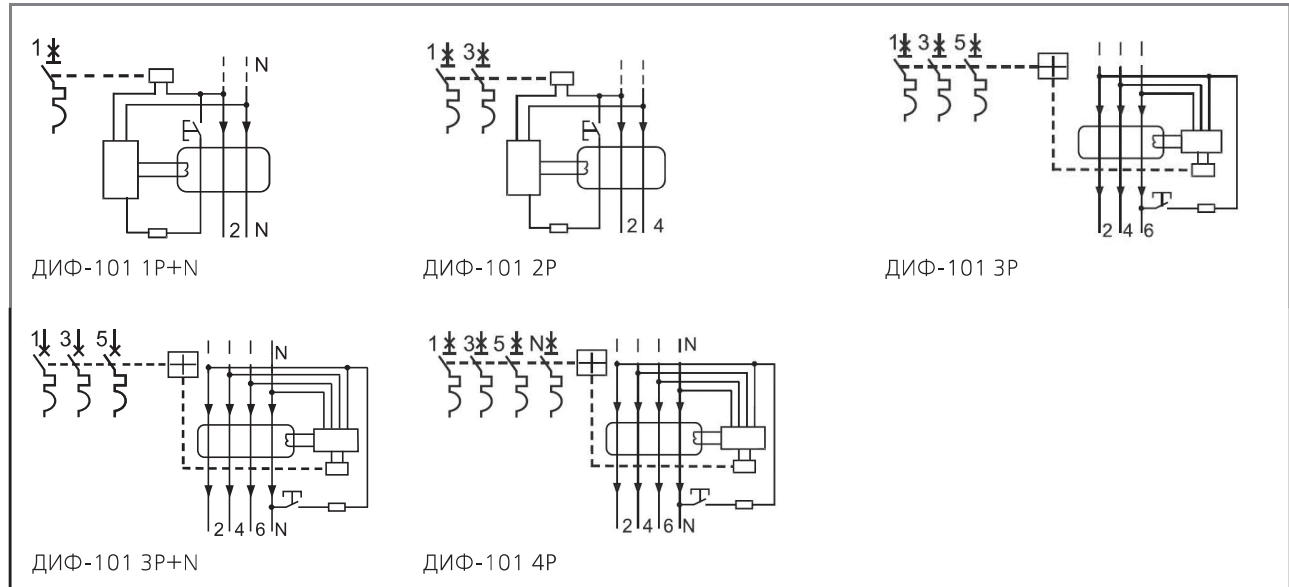 1 N
2 N
ДИФ-101 1P+N
1 3
2 4
ДИФ-101 2P
1 3 5
2 4 6
ДИФ-101 3P
1 3 5 N
2 4 6 N
ДИФ-101 3P+N
1 3 5 N N
2 4 6 N
ДИФ-101 4P